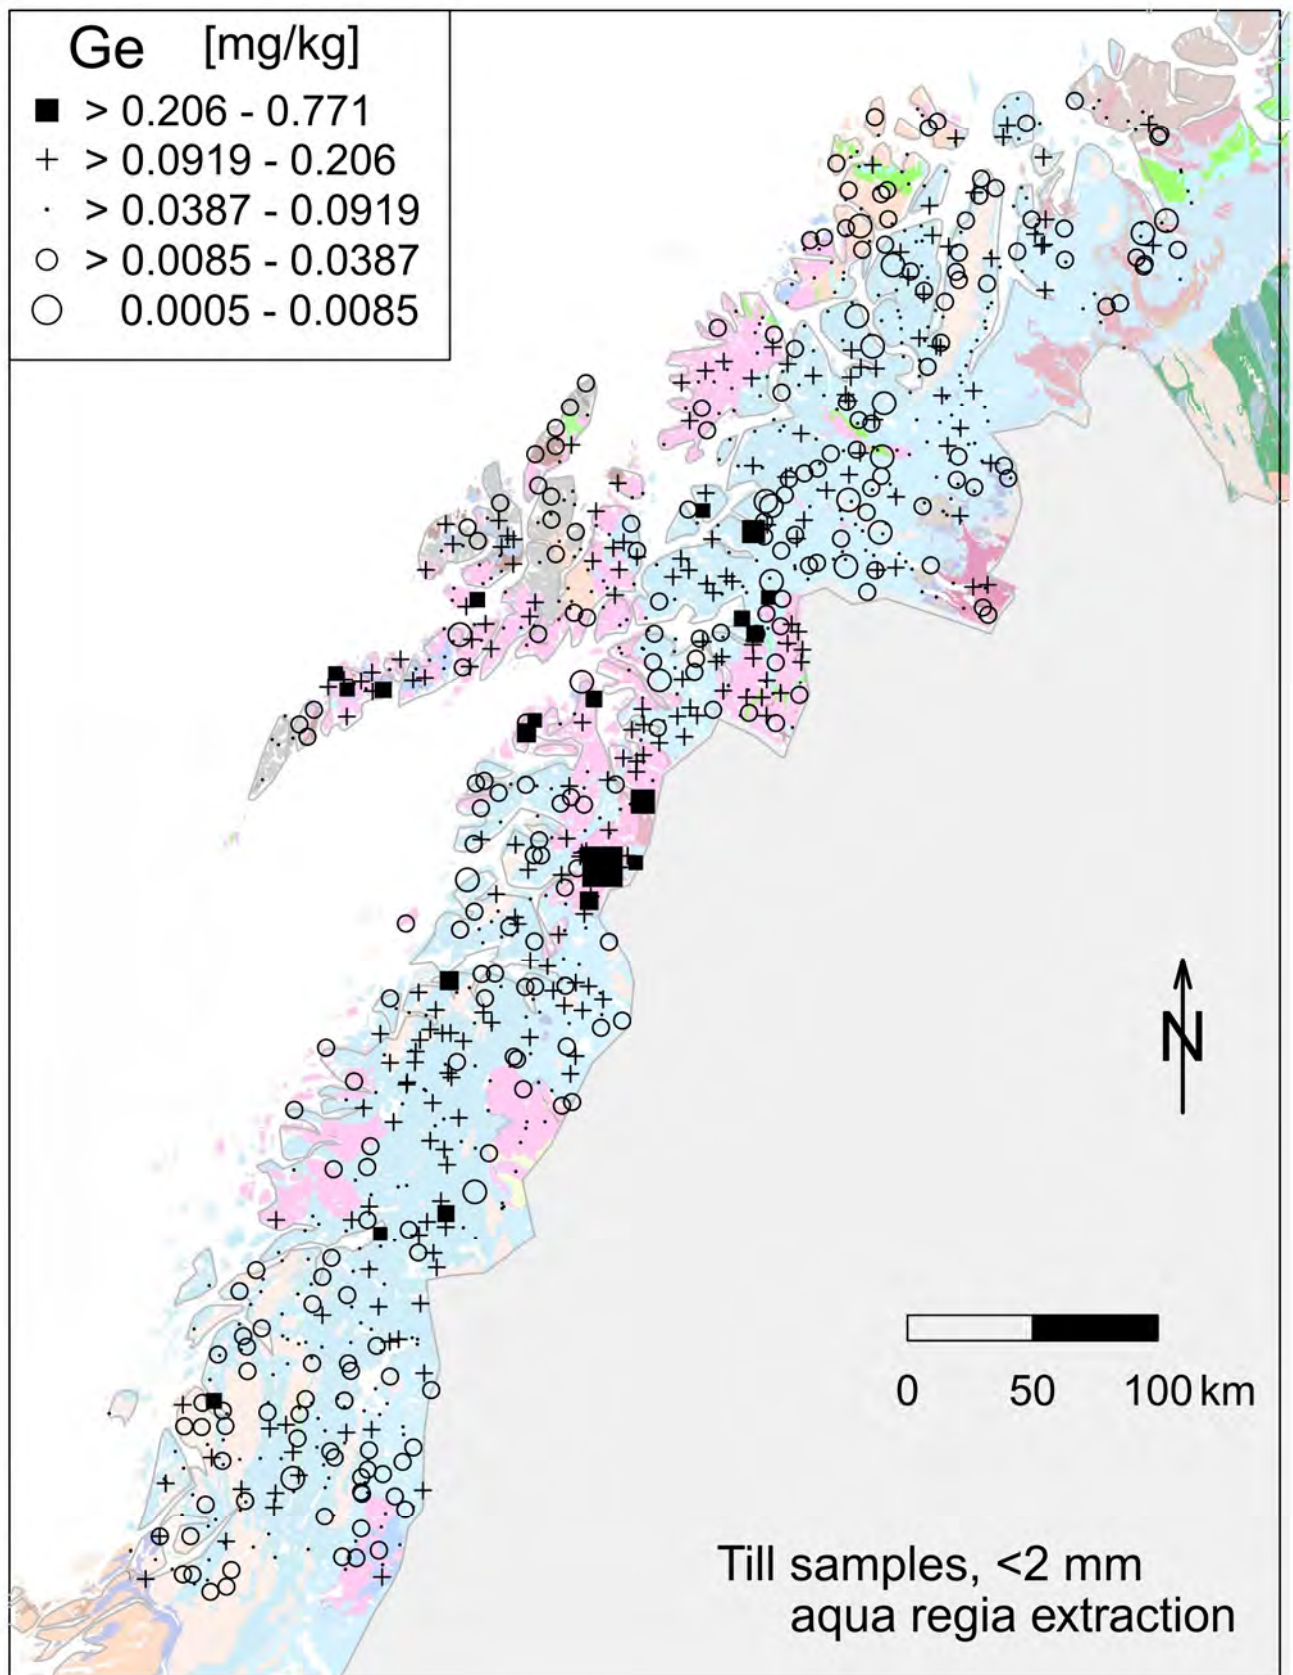 Ge [mg/kg]
> 0.206 - 0.771
> 0.0919 - 0.206
> 0.0387 - 0.0919
> 0.0085 - 0.0387
0.0005 - 0.0085
N
0 50 100 km
Till samples, <2 mm
aqua regia extraction